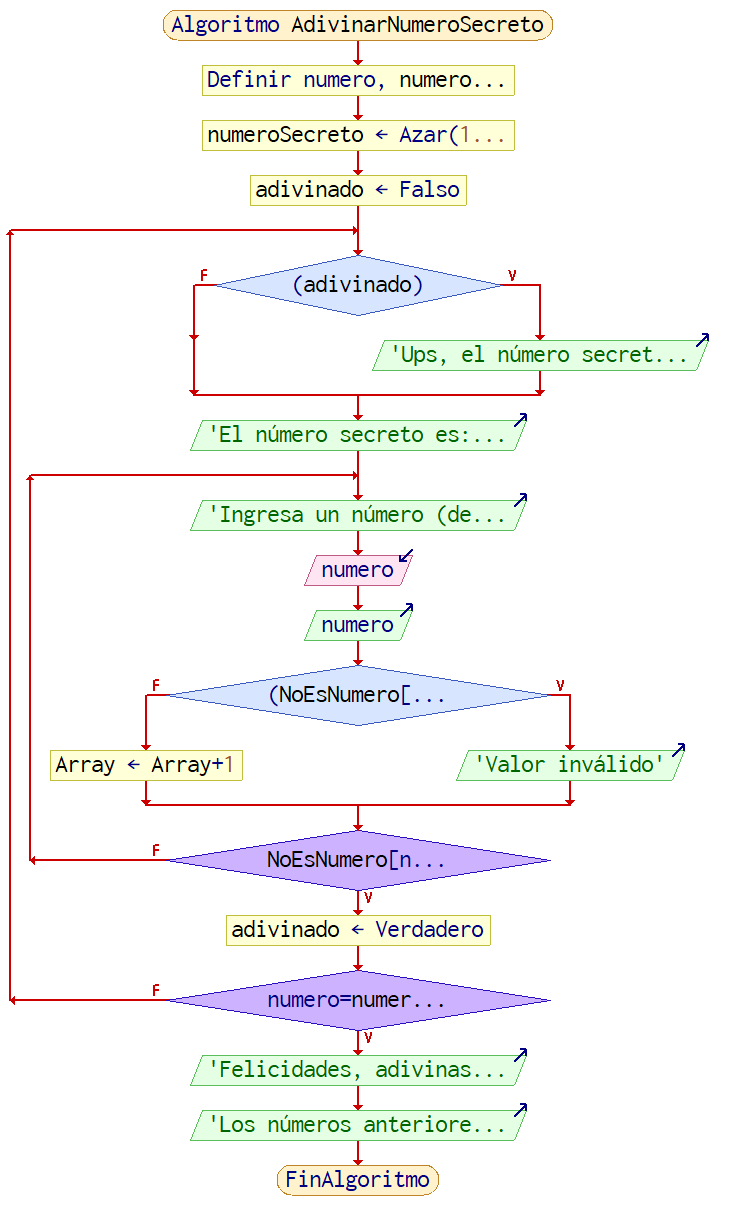 Algoritmo AdivinarNumeroSecreto
Definir numero, numero...
numeroSecreto ← Azar(1...
adivinado ← Falso
F
(adivinado)
V
'Ups, el número secret...
'El número secreto es:...
'Ingresa un número (de...
numero
numero
F
(NoEsNumero[...
V
Array ← Array+1
'Valor inválido'
F
NoEsNumero[n...
V
adivinado ← Verdadero
F
numero=numer...
V
'Felicidades, adivinas...
'Los números anteriore...
FinAlgoritmo